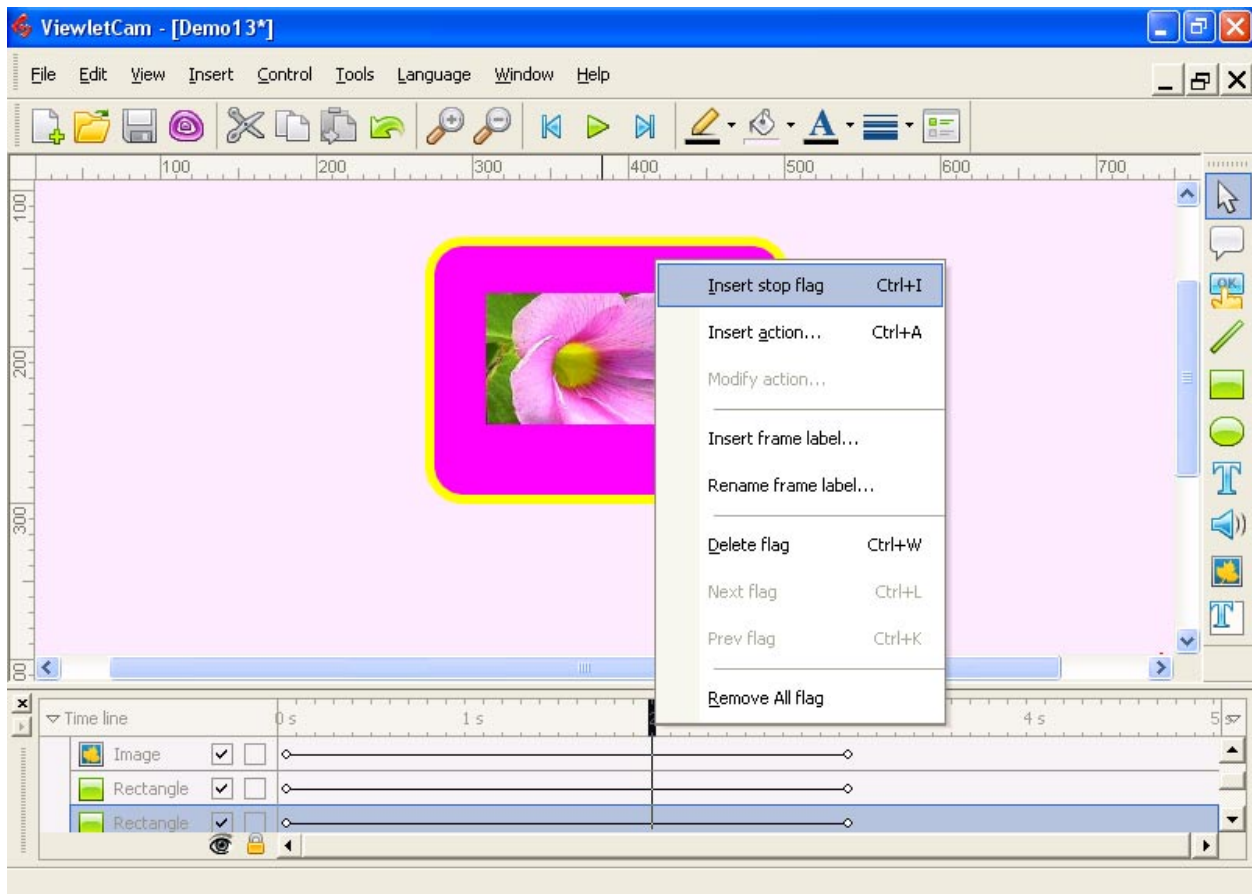 ViewletCam - [Demo13*]
File Edit View Insert Control Tools Language Window Help
A
100 200 300 400 500 600 700
100
200
300
OK
T
T
Insert stop flag Ctrl+I
Insert action... Ctrl+A
Modify action...
Insert frame label...
Rename frame label...
Delete flag Ctrl+W
Next flag Ctrl+L
Prev flag Ctrl+K
Remove All flag
Time line 0 s 1 s 4 s 5
Image
Rectangle
Rectangle